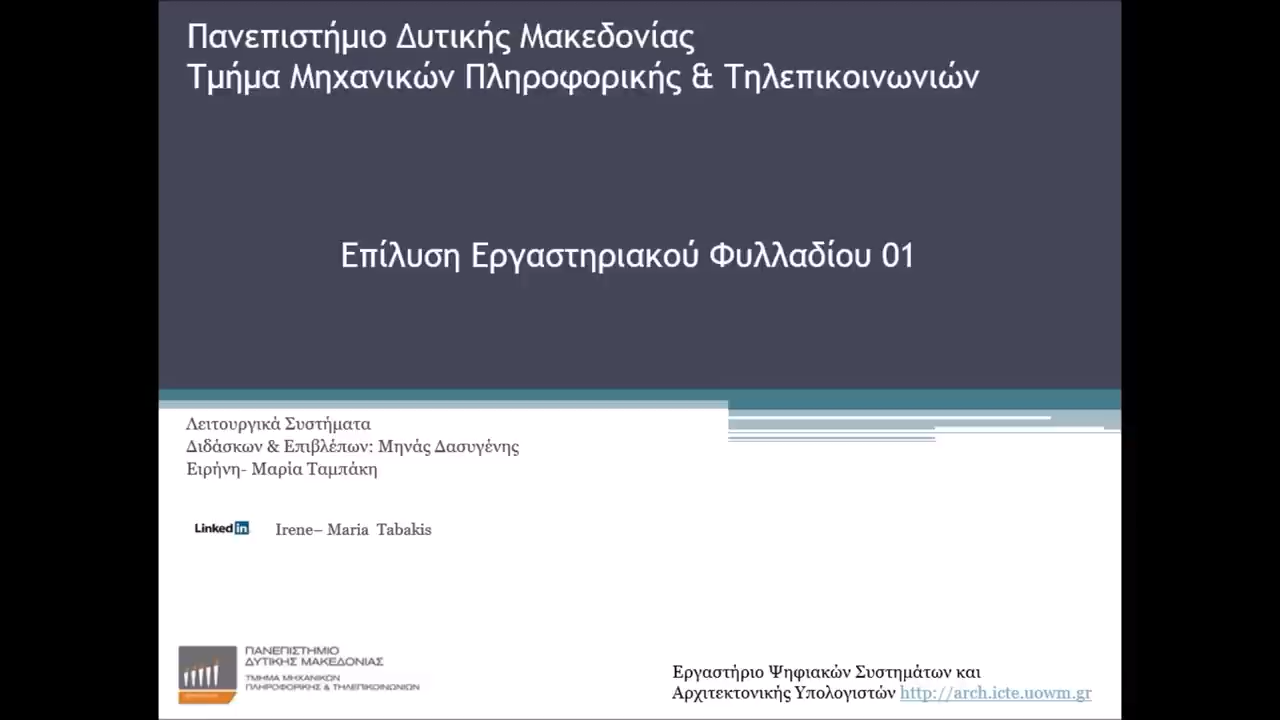 Πανεπιστήμιο Δυτικής Μακεδονίας
Τμήμα Μηχανικών Πληροφορικής & Τηλεπικοινωνιών
Επίλυση Εργαστηριακού Φυλλαδίου 01
Λειτουργικά Συστήματα
Διδάσκων & Επιβλέπων: Μηνάς Δασυγένης
Ειρήνη- Μαρία Ταμπάκη
Linked in
Irene– Maria Tabakis
ΠΑΝΕΠΙΣΤΗΜΙΟ
ΔΥΤΙΚΗΣ ΜΑΚΕΔΟΝΙΑΣ
ΤΜΗΜΑ ΜΗΧΑΝΙΚΩΝ
ΠΛΗΡΟΦΟΡΙΚΗΣ & ΤΗΛΕΠΙΚΟΙΝΩΝΙΩΝ
Εργαστήριο Ψηφιακών Συστημάτων και
Αρχιτεκτονικής Υπολογιστών http://arch.icte.uowm.gr